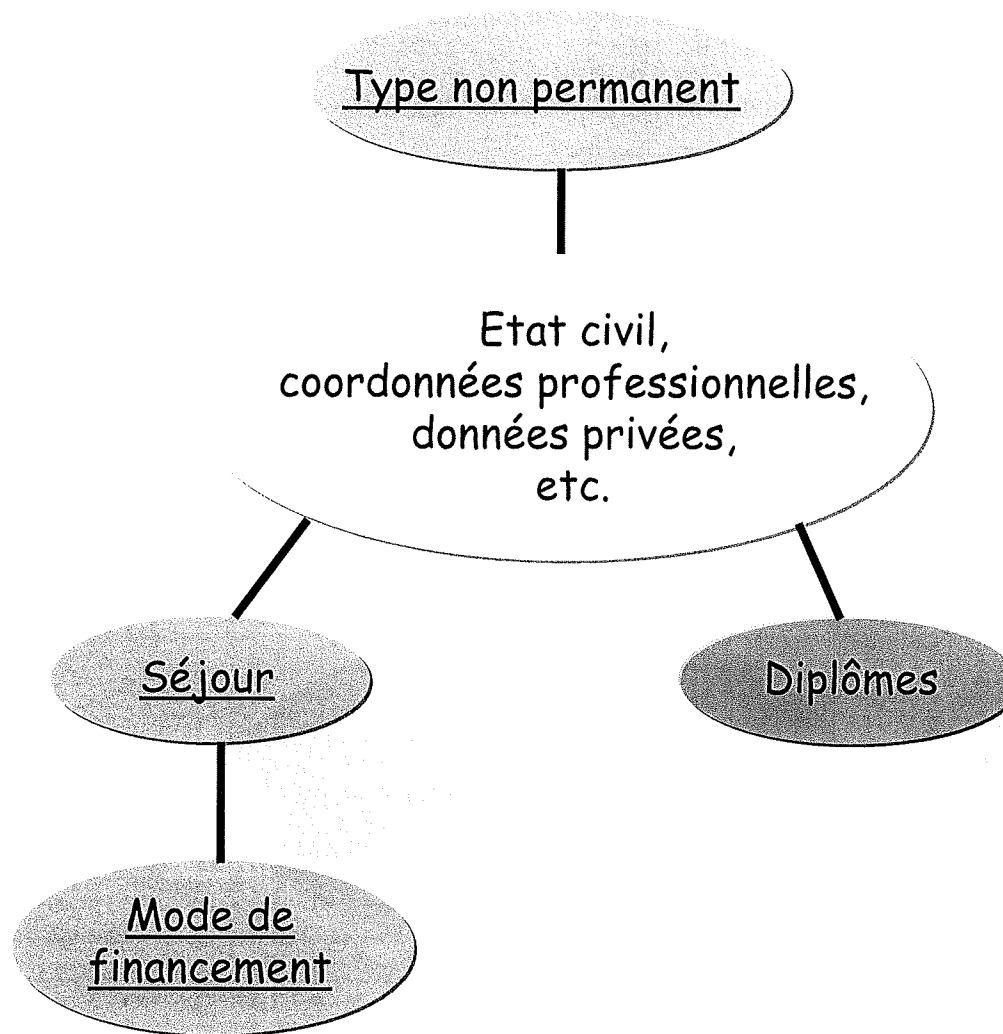 Type non permanent
Etat civil,
coordonnées professionnelles,
données privées,
etc.
Séjour
Diplômes
Mode de
financement